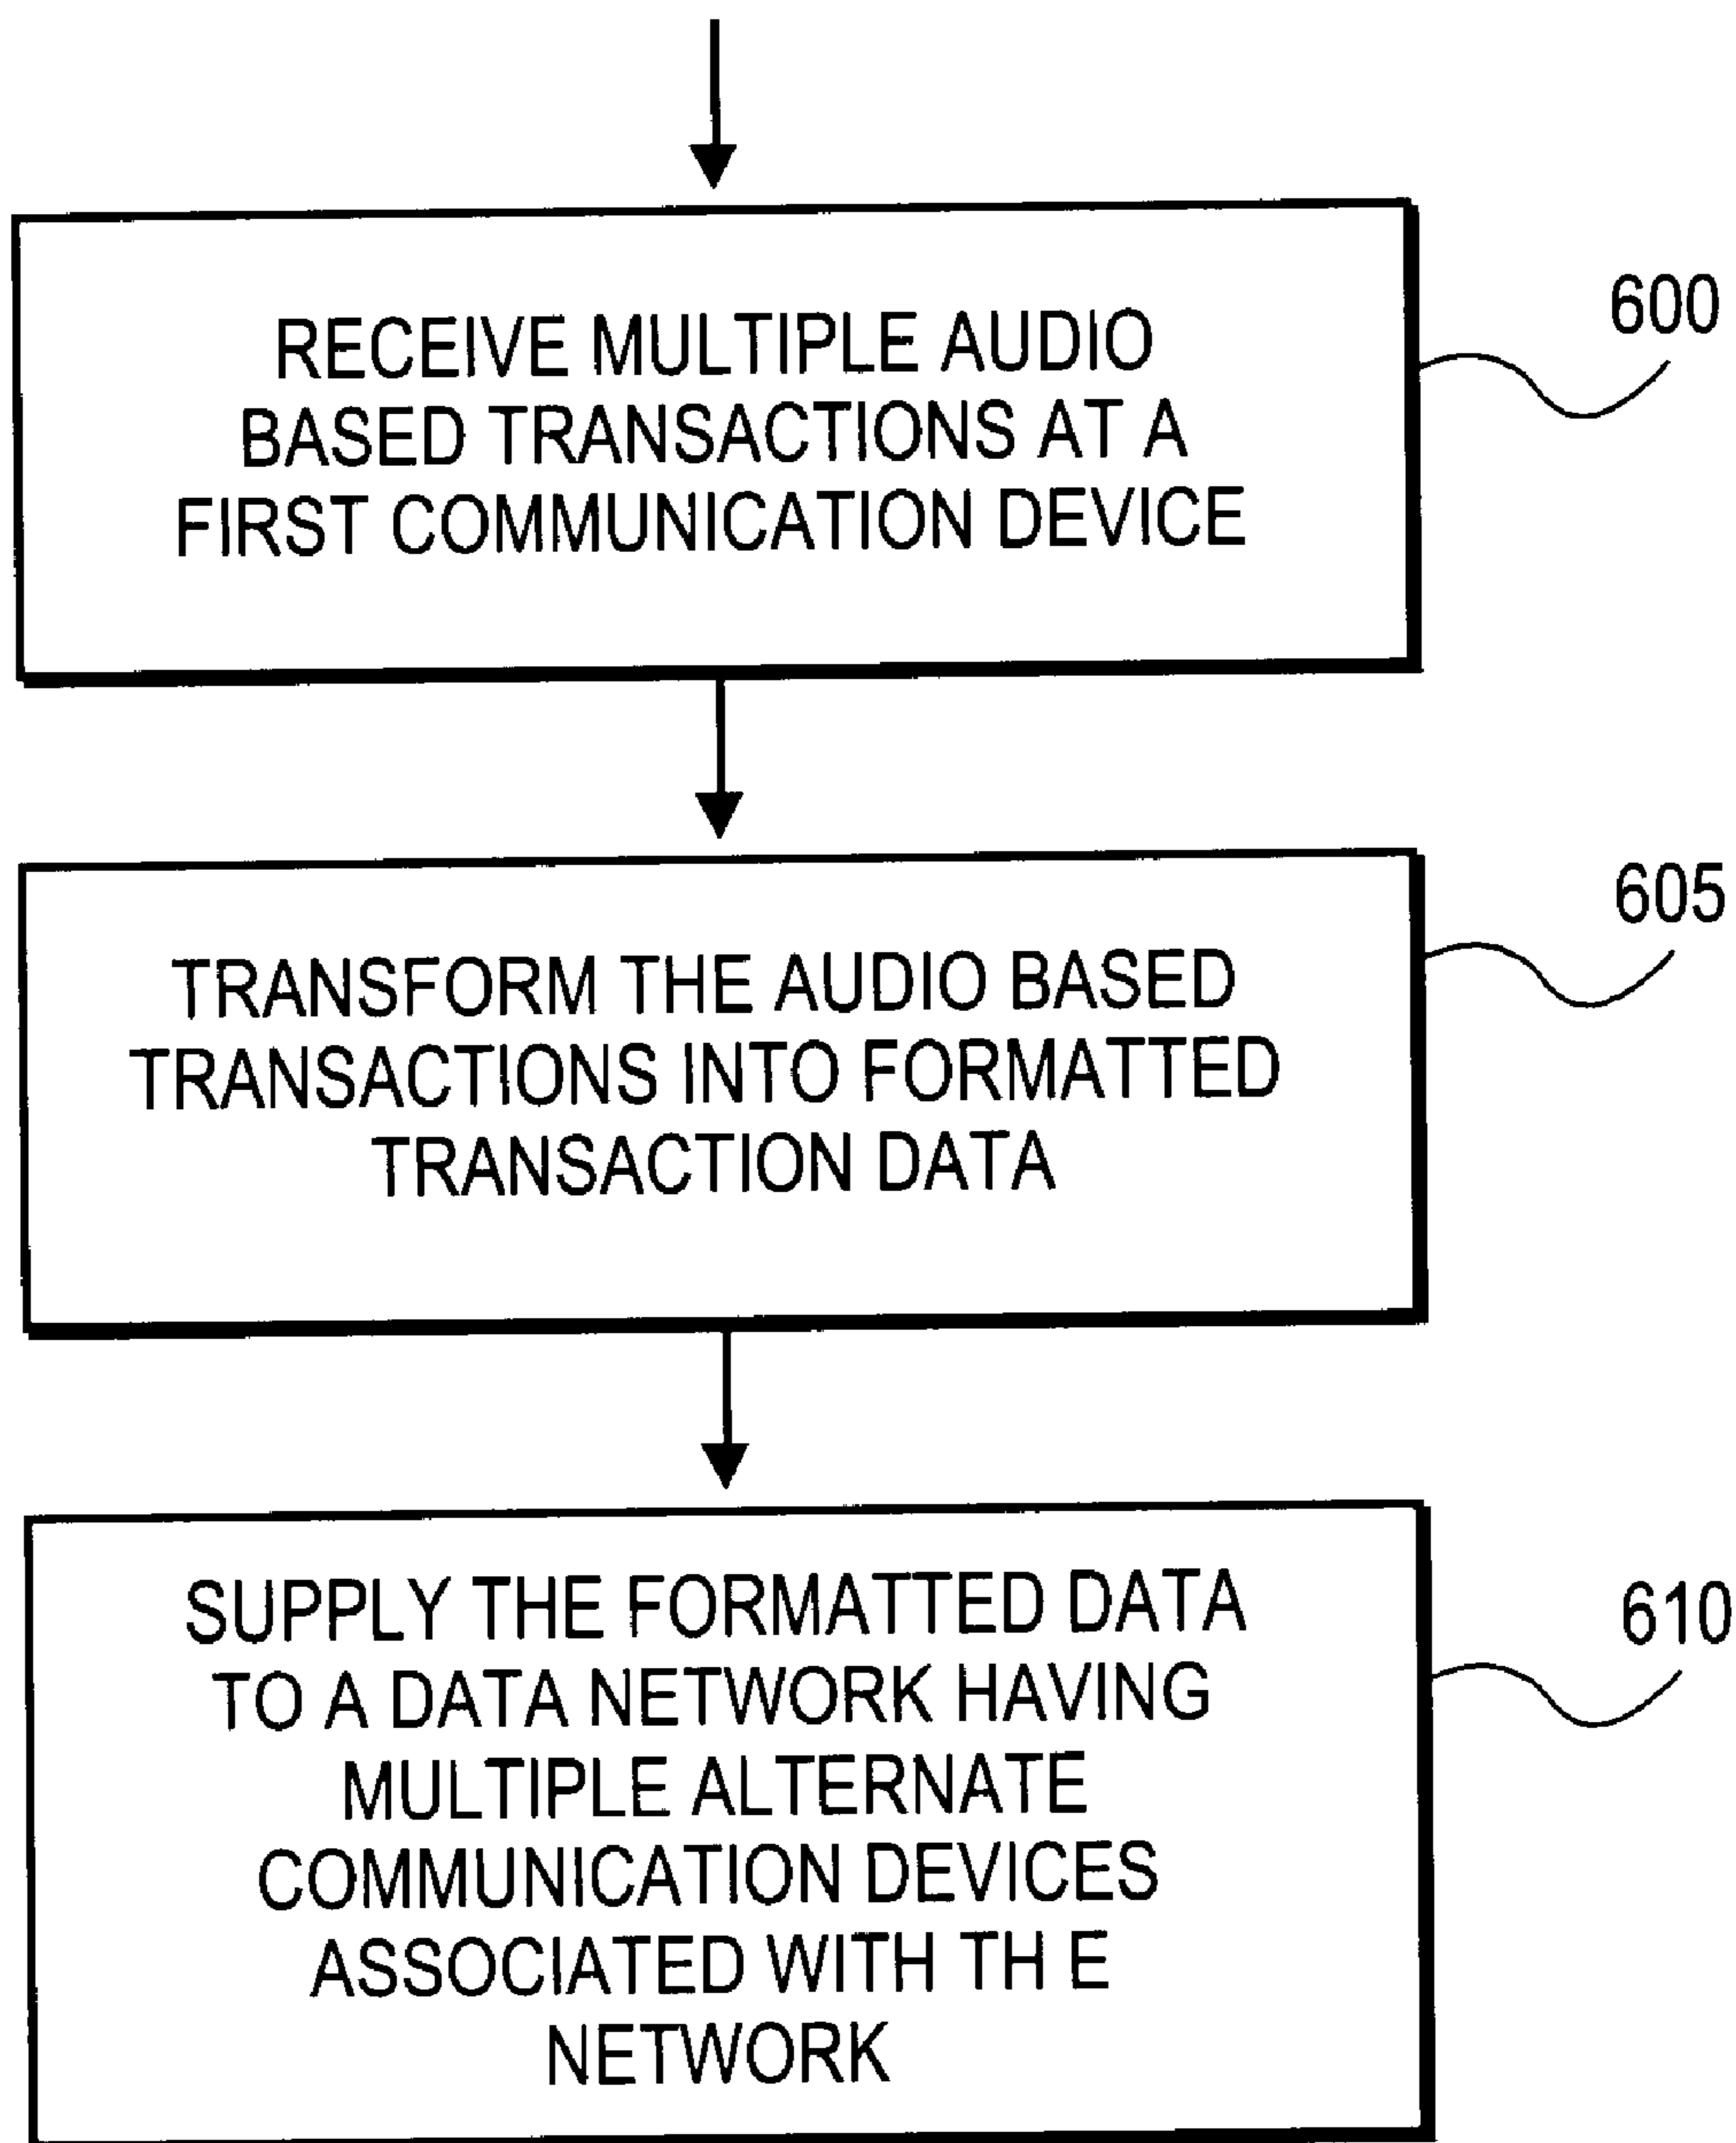 RECEIVE MULTIPLE AUDIO
BASED TRANSACTIONS AT A
FIRST COMMUNICATION DEVICE
600
TRANSFORM THE AUDIO BASED
TRANSACTIONS INTO FORMATTED
TRANSACTION DATA
605
SUPPLY THE FORMATTED DATA
TO A DATA NETWORK HAVING
MULTIPLE ALTERNATE
COMMUNICATION DEVICES
ASSOCIATED WITH TH E
NETWORK
610